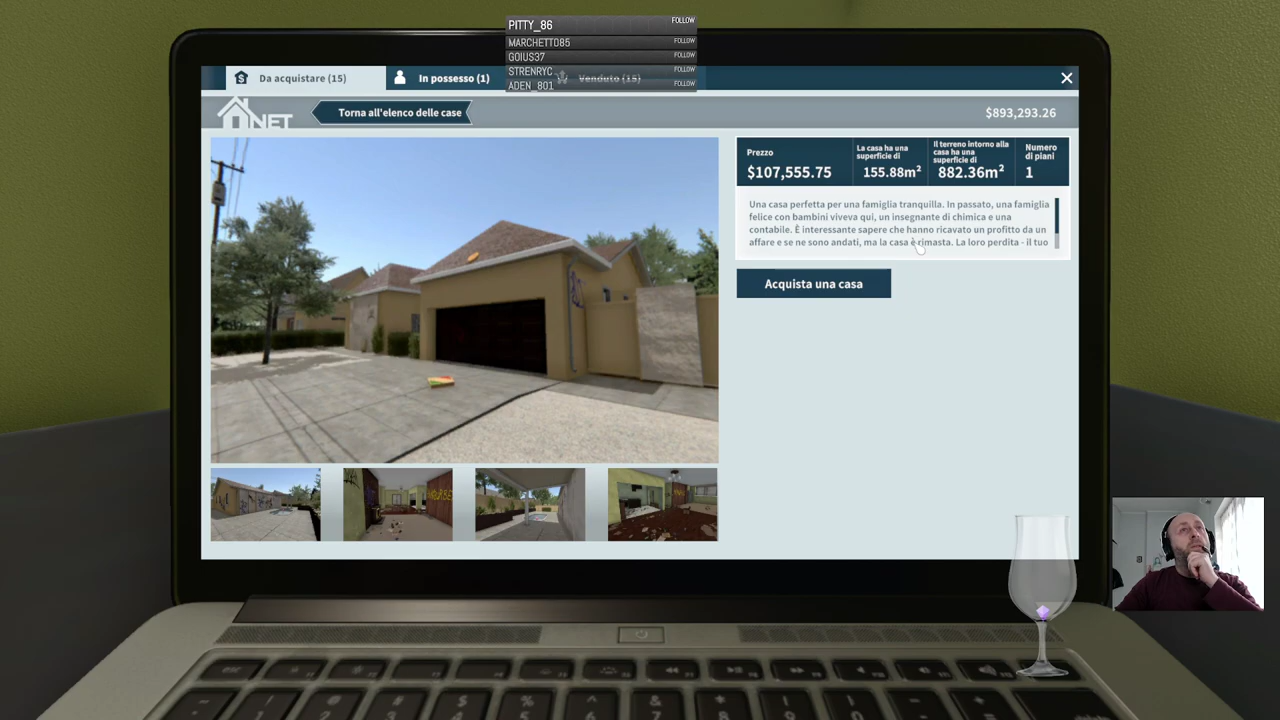 PITTY_86 FOLLOW
MARCHETTO85 FOLLOW
GOIUS37 FOLLOW
STRENRYC FOLLOW
ADEN_801 FOLLOW
Da acquistare (15)
In possesso (1)
Venduto (15)
NET
Torna all'elenco delle case
$893,293.26
Prezzo
$107,555.75
La casa ha una
superficie di
155.88m²
Il terreno intorno alla
casa ha una
superficie di
882.36m²
Numero
di piani
1
Una casa perfetta per una famiglia tranquilla. In passato, una famiglia
felice con bambini viveva qui, un insegnante di chimica e una
contabile. È interessante sapere che hanno ricavato un profitto da un
affare e se ne sono andati, ma la casa è rimasta. La loro perdita - il tuo
Acquista una casa